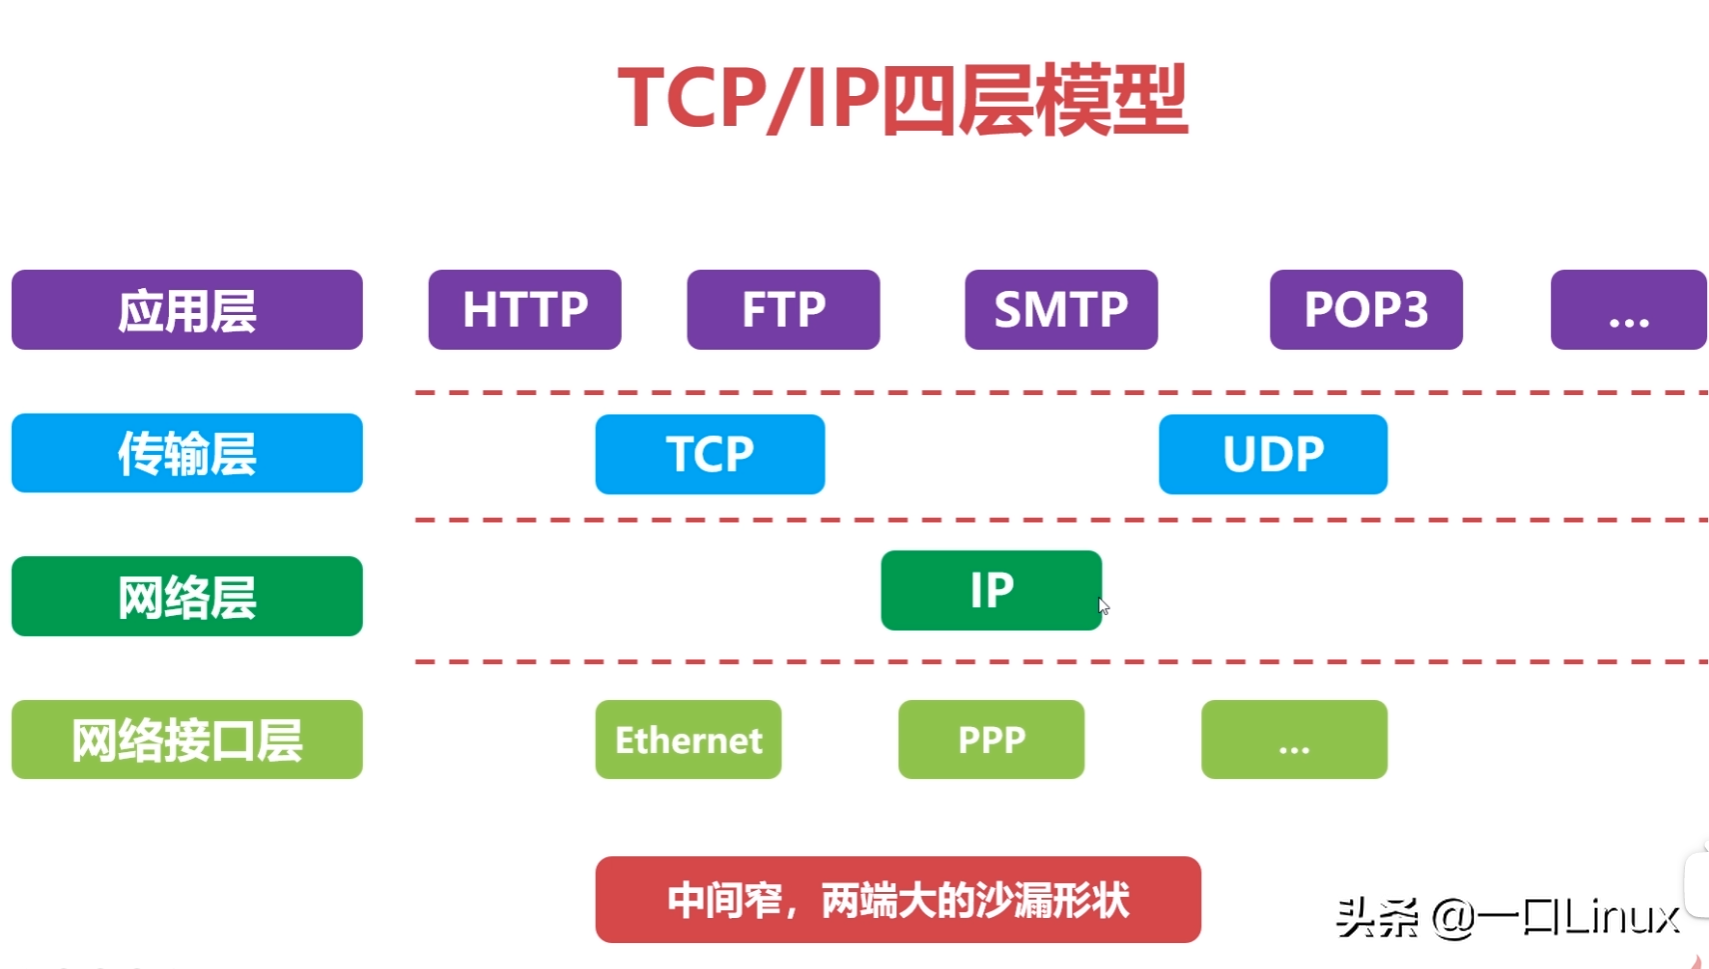 TCP/IP四层模型
应用层 HTTP FTP SMTP POP3 ...
传输层 TCP UDP
网络层 IP
网络接口层 Ethernet PPP ...
中间窄，两端大的沙漏形状
头条 @一口Linux